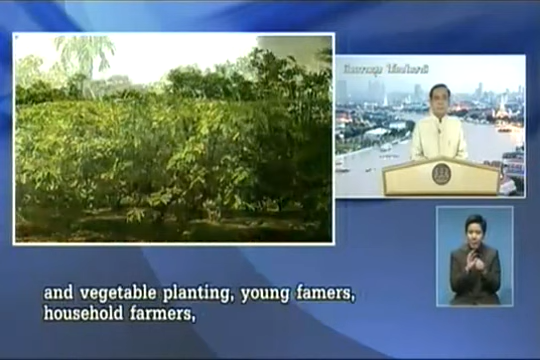 and vegetable planting, young famers,
household farmers,